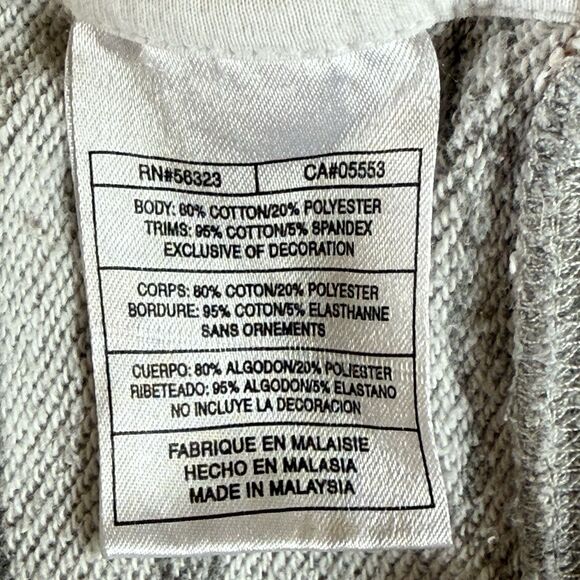 RN#56323 CA#05553
BODY: 80% COTTON/20% POLYESTER
TRIMS: 95% COTTON/5% SPANDEX
EXCLUSIVE OF DECORATION
CORPS: 80% COTON/20% POLYESTER
BORDURE: 95% COTON/5% ELASTHANNE
SANS ORNEMENTS
CUERPO: 80% ALGODON/20% POLIESTER
RIBETEADO: 95% ALGODON/5% ELASTANO
NO INCLUYE LA DECORACION
FABRIQUE EN MALAISIE
HECHO EN MALASIA
MADE IN MALAYSIA